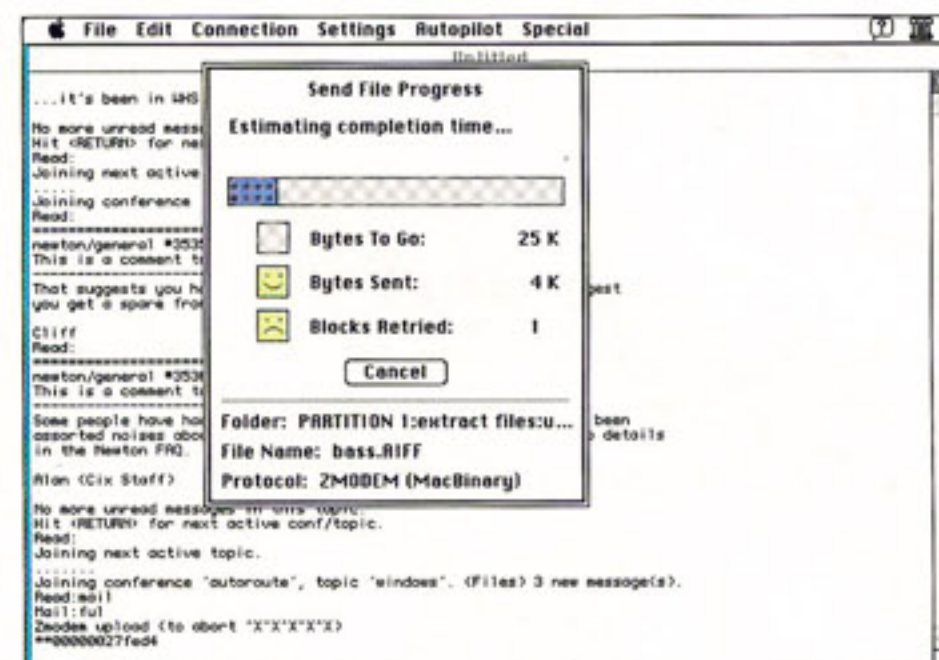 File Edit Connection Settings Autopilot Special
Untitled
...it's been in WHS
No more unread mess
Hit <RETURN> for ne
Read:
Joining next active
.....
Joining conference
Read:
newton/general #353
This is a comment t
That suggests you h
gest
you get a spare fro
Cliff
Read:
newton/general #353
This is a comment t
Some people have ha
been
assorted noises abo
details
in the Newton FAQ.
Alan (Cix Staff)
No more unread messages in this topic.
Hit <RETURN> for next active conf/topic.
Read:
Joining next active topic.
.......
Joining conference 'autoroute', topic 'windows'. (Files) 3 new message(s).
Read:mail
Mail:ful
Zmodem upload (to abort ^X^X^X^X^X)
**00000027fed4
Send File Progress
Estimating completion time...
Bytes To Go: 25 K
Bytes Sent: 4 K
Blocks Retried: 1
Cancel
Folder: PARTITION 1:extract files:u...
File Name: bass.AIFF
Protocol: ZMODEM (MacBinary)